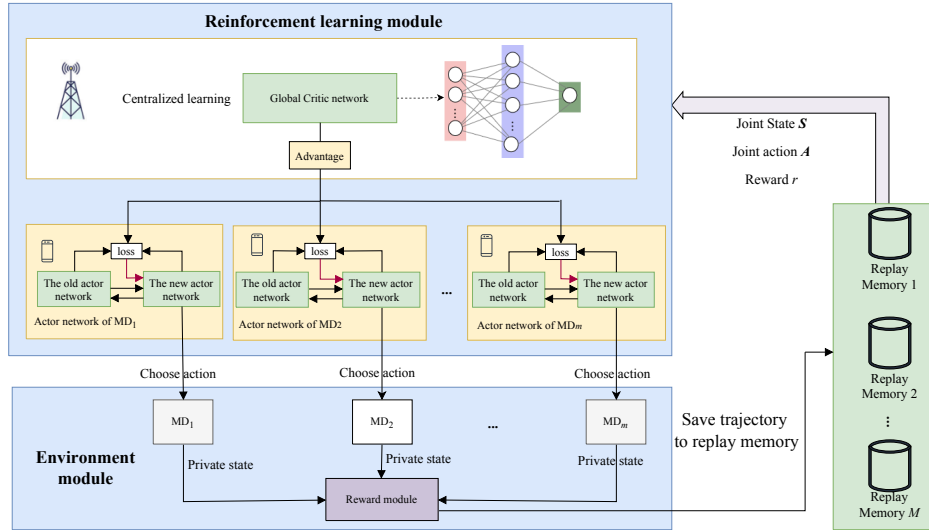 Reinforcement learning module
Centralized learning
Global Critic network
Advantage
loss
The old actor
network
The new actor
network
Actor network of MD1
loss
The old actor
network
The new actor
network
Actor network of MD2
...
loss
The old actor
network
The new actor
network
Actor network of MDm
Joint State S
Joint action A
Reward r
Replay
Memory 1
Replay
Memory 2
Replay
Memory M
Choose action
Choose action
Choose action
MD1
MD2
...
MDm
Save trajectory
to replay memory
Environment
module
Private state
Private state
Private state
Reward module